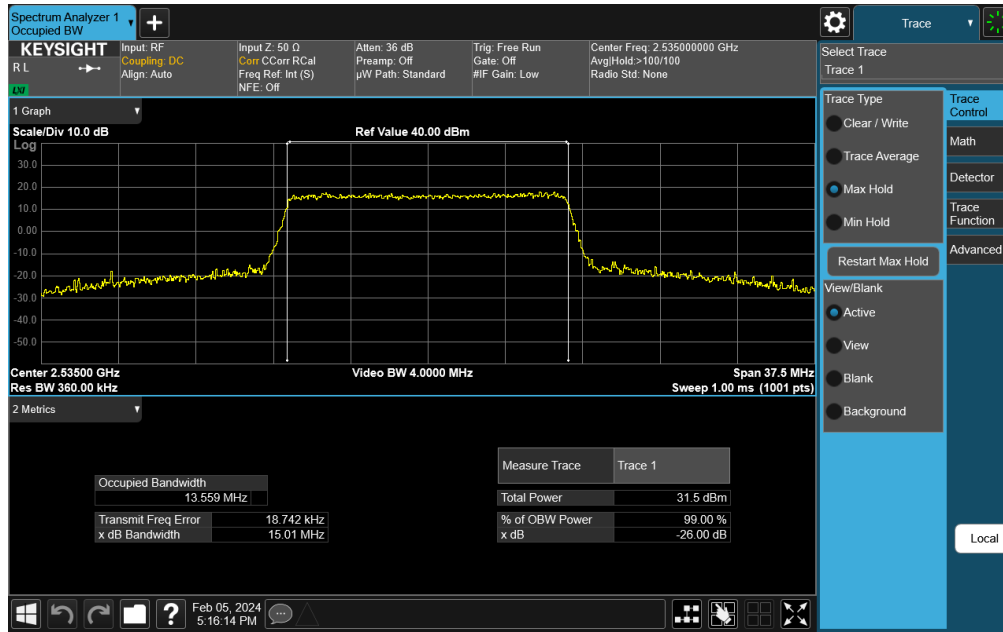 Spectrum Analyzer 1
Occupied BW
Trace
KEYSIGHT
R L
LXI
Input: RF
Coupling: DC
Align: Auto
Input Z: 50 Ω
Corr CCorr RCal
Freq Ref: Int (S)
NFE: Off
Atten: 36 dB
Preamp: Off
µW Path: Standard
Trig: Free Run
Gate: Off
#IF Gain: Low
Center Freq: 2.535000000 GHz
Avg|Hold:>100/100
Radio Std: None
Select Trace
Trace 1
1 Graph
Scale/Div 10.0 dB
Ref Value 40.00 dBm
Log
30.0
20.0
10.0
0.00
-10.0
-20.0
-30.0
-40.0
-50.0
Center 2.53500 GHz
Video BW 4.0000 MHz
Span 37.5 MHz
Res BW 360.00 kHz
Sweep 1.00 ms (1001 pts)
2 Metrics
Occupied Bandwidth
13.559 MHz
Transmit Freq Error 18.742 kHz
x dB Bandwidth 15.01 MHz
Measure Trace Trace 1
Total Power 31.5 dBm
% of OBW Power 99.00 %
x dB -26.00 dB
Trace Type
Clear / Write
Trace Average
Max Hold
Min Hold
Restart Max Hold
View/Blank
Active
View
Blank
Background
Trace
Control
Math
Detector
Trace
Function
Advanced
Local
Feb 05, 2024
5:16:14 PM